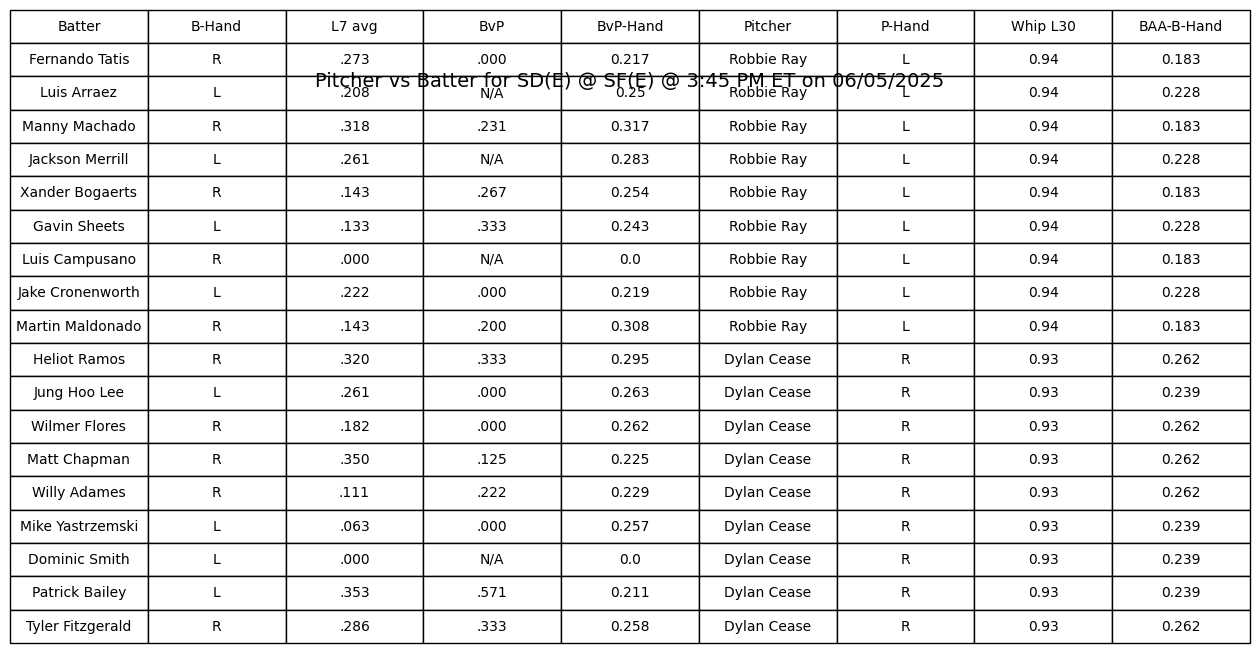 Batter B-Hand L7 avg BvP BvP-Hand Pitcher P-Hand Whip L30 BAA-B-Hand
Fernando Tatis R .273 .000 0.217 Robbie Ray L 0.94 0.183
Pitcher vs Batter for SD(E) @ SF(E) @ 3:45 PM ET on 06/05/2025
Luis Arraez L .208 N/A 0.25 Robbie Ray L 0.94 0.228
Manny Machado R .318 .231 0.317 Robbie Ray L 0.94 0.183
Jackson Merrill L .261 N/A 0.283 Robbie Ray L 0.94 0.228
Xander Bogaerts R .143 .267 0.254 Robbie Ray L 0.94 0.183
Gavin Sheets L .133 .333 0.243 Robbie Ray L 0.94 0.228
Luis Campusano R .000 N/A 0.0 Robbie Ray L 0.94 0.183
Jake Cronenworth L .222 .000 0.219 Robbie Ray L 0.94 0.228
Martin Maldonado R .143 .200 0.308 Robbie Ray L 0.94 0.183
Heliot Ramos R .320 .333 0.295 Dylan Cease R 0.93 0.262
Jung Hoo Lee L .261 .000 0.263 Dylan Cease R 0.93 0.239
Wilmer Flores R .182 .000 0.262 Dylan Cease R 0.93 0.262
Matt Chapman R .350 .125 0.225 Dylan Cease R 0.93 0.262
Willy Adames R .111 .222 0.229 Dylan Cease R 0.93 0.262
Mike Yastrzemski L .063 .000 0.257 Dylan Cease R 0.93 0.239
Dominic Smith L .000 N/A 0.0 Dylan Cease R 0.93 0.239
Patrick Bailey L .353 .571 0.211 Dylan Cease R 0.93 0.239
Tyler Fitzgerald R .286 .333 0.258 Dylan Cease R 0.93 0.262